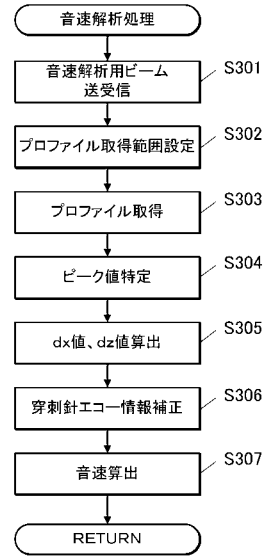 音速解析処理
音速解析用ビーム
送受信
S301
プロファイル取得範囲設定
S302
プロファイル取得
S303
ピーク値特定
S304
dx値、dz値算出
S305
穿刺針エコー情報補正
S306
音速算出
S307
RETURN